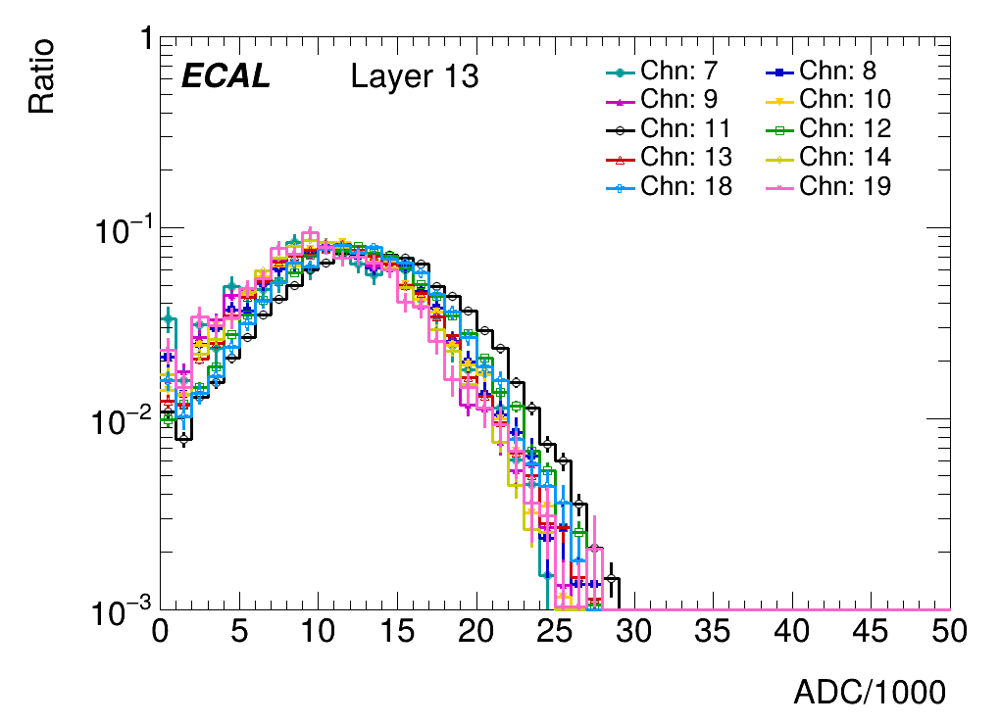 Ratio
ECAL Layer 13
Chn: 7 Chn: 8
Chn: 9 Chn: 10
Chn: 11 Chn: 12
Chn: 13 Chn: 14
Chn: 18 Chn: 19
1
10⁻¹
10⁻²
10⁻³
0 5 10 15 20 25 30 35 40 45 50
ADC/1000